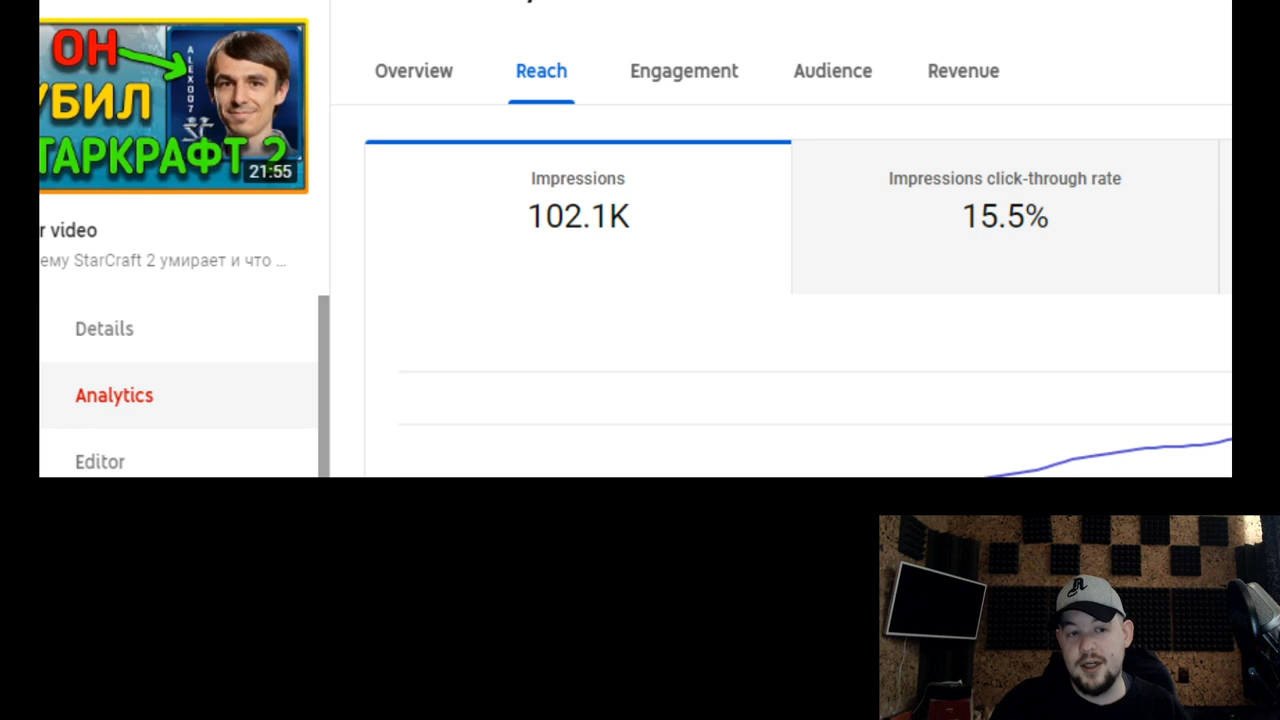 ОН
УБИЛ
ТАРКРАФТ 2
ALEX007
21:55
r video
ему StarCraft 2 умирает и что ...
Details
Analytics
Editor
Overview
Reach
Engagement
Audience
Revenue
Impressions
102.1K
Impressions click-through rate
15.5%